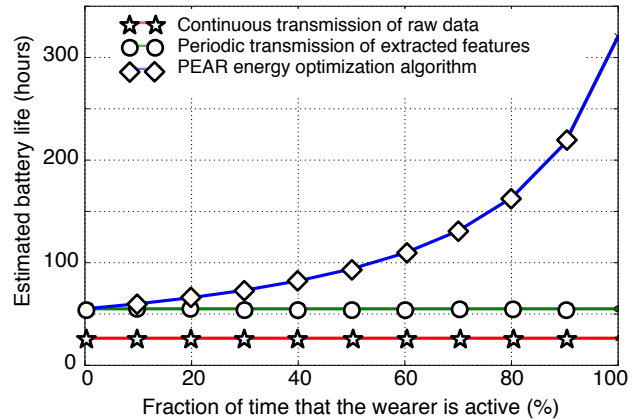 Continuous transmission of raw data
Periodic transmission of extracted features
PEAR energy optimization algorithm
Estimated battery life (hours)
300
200
100
0
0
20
40
60
80
100
Fraction of time that the wearer is active (%)